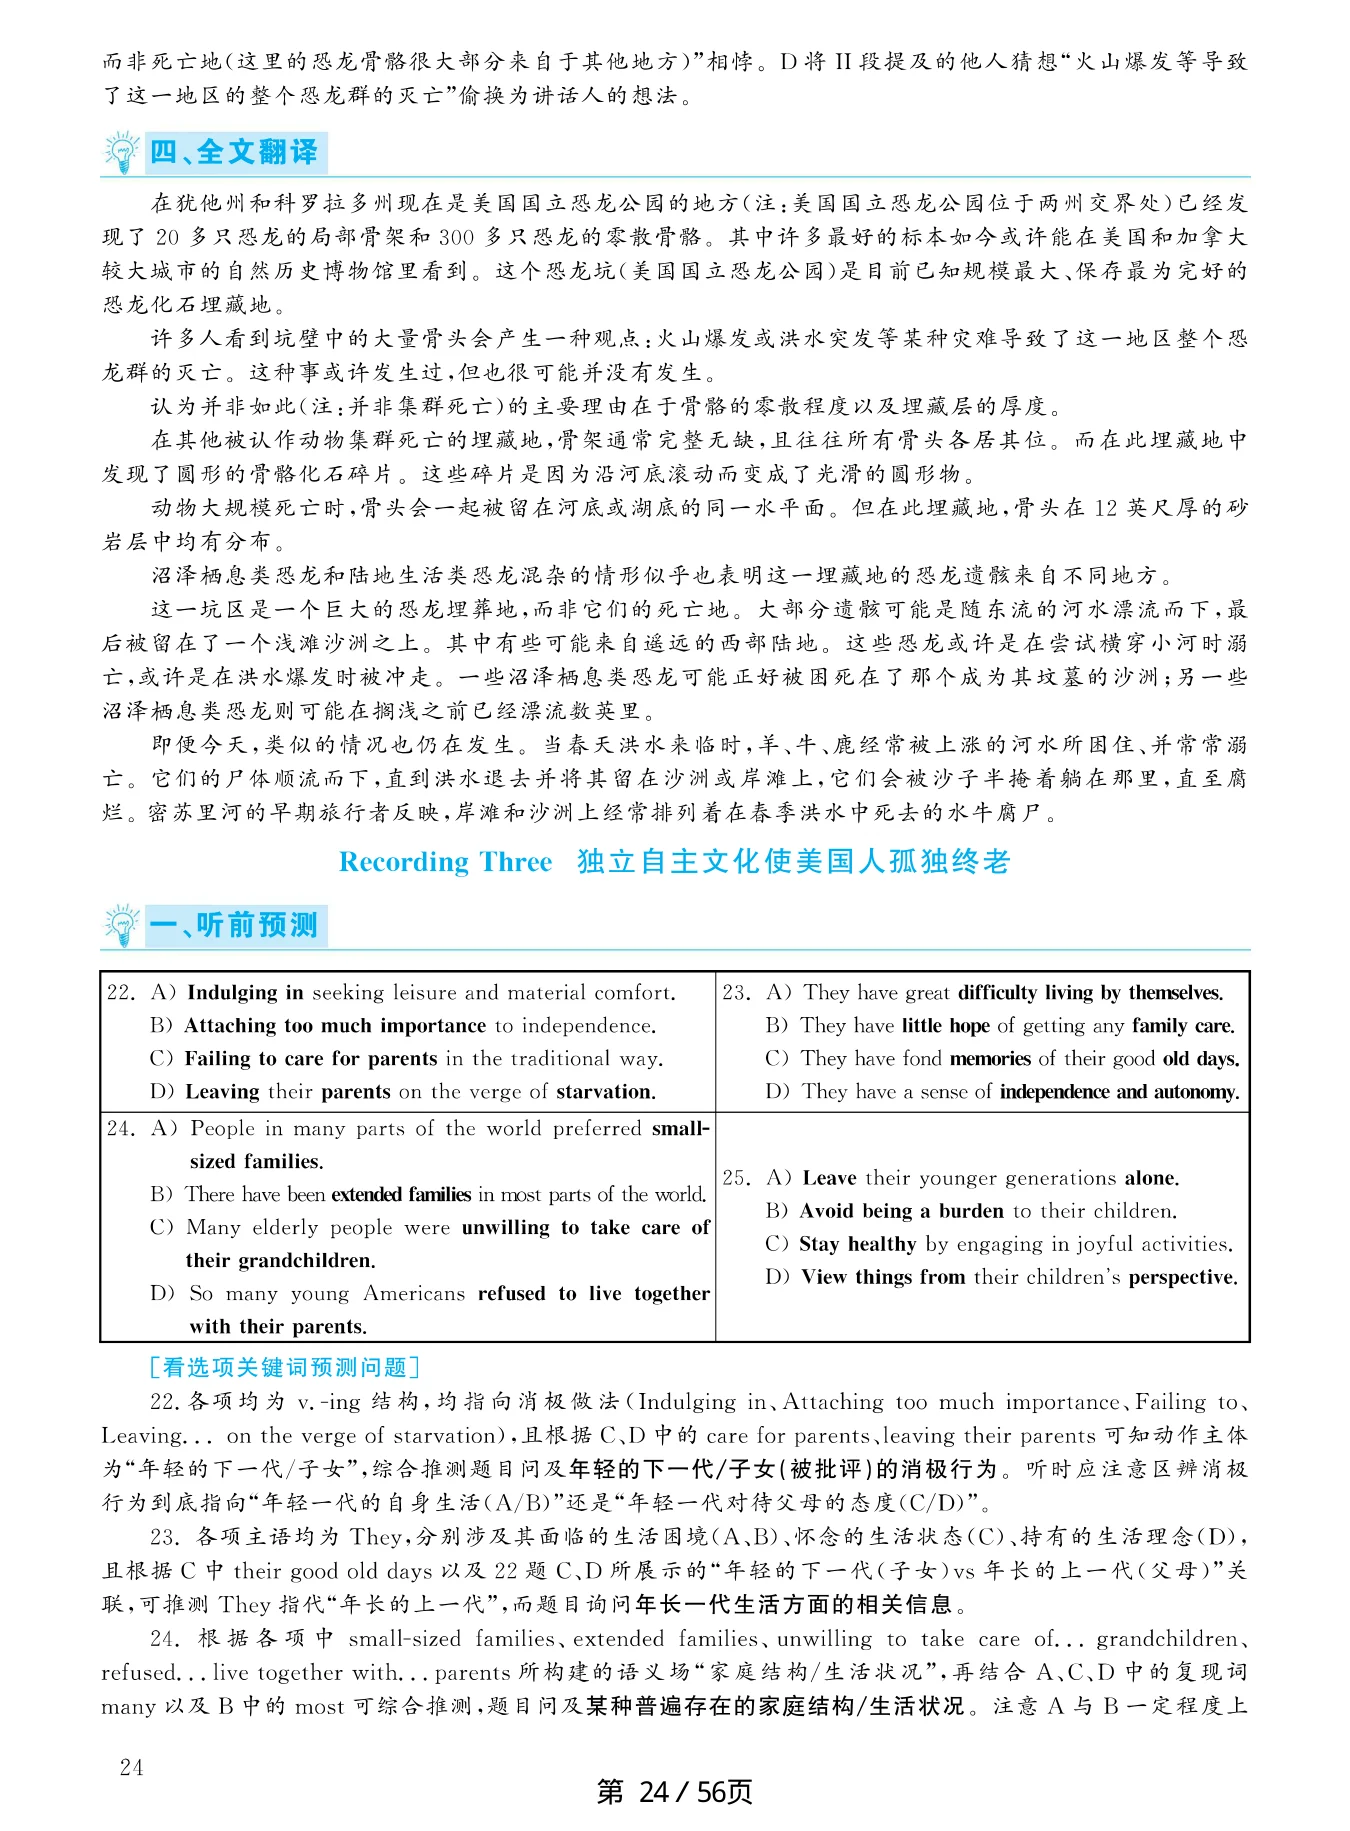 而非死亡地(这里的恐龙骨骼很大部分来自于其他地方)”相悖。D 将 II 段提及的他人猜想“火山爆发等导致
了这一地区的整个恐龙群的灭亡”偷换为讲话人的想法。
四、全文翻译
在犹他州和科罗拉多州现在是美国国立恐龙公园的地方(注:美国国立恐龙公园位于两州交界处)已经发
现了 20 多只恐龙的局部骨架和 300 多只恐龙的零散骨骼。其中许多最好的标本如今或许能在美国和加拿大
较大城市的自然历史博物馆里看到。这个恐龙坑(美国国立恐龙公园)是目前已知规模最大、保存最为完好的
恐龙化石埋藏地。
许多人看到坑壁中的大量骨头会产生一种观点:火山爆发或洪水突发等某种灾难导致了这一地区整个恐
龙群的灭亡。这种事或许发生过,但也很可能并没有发生。
认为并非如此(注:并非集群死亡)的主要理由在于骨骼的零散程度以及埋藏层的厚度。
在其他被认作动物集群死亡的埋藏地,骨架通常完整无缺,且往往所有骨头各居其位。而在此埋藏地中
发现了圆形的骨骼化石碎片。这些碎片是因为沿河底滚动而变成了光滑的圆形物。
动物大规模死亡时,骨头会一起被留在河底或湖底的同一水平面。但在此埋藏地,骨头在 12 英尺厚的砂
岩层中均有分布。
沼泽栖息类恐龙和陆地生活类恐龙混杂的情形似乎也表明这一埋藏地的恐龙遗骸来自不同地方。
这一坑区是一个巨大的恐龙埋葬地,而非它们的死亡地。大部分遗骸可能是随东流的河水漂流而下,最
后被留在了一个浅滩沙洲之上。其中有些可能来自遥远的西部陆地。这些恐龙或许是在尝试横穿小河时溺
亡,或许是在洪水爆发时被冲走。一些沼泽栖息类恐龙可能正好被困死在了那个成为其坟墓的沙洲;另一些
沼泽栖息类恐龙则可能在搁浅之前已经漂流数英里。
即便今天,类似的情况也仍在发生。当春天洪水来临时,羊、牛、鹿经常被上涨的河水所困住、并常常溺
亡。它们的尸体顺流而下,直到洪水退去并将其留在沙洲或岸滩上,它们会被沙子半掩着躺在那里,直至腐
烂。密苏里河的早期旅行者反映,岸滩和沙洲上经常排列着在春季洪水中死去的水牛腐尸。
Recording Three 独立自主文化使美国人孤独终老
一、听前预测
22. A) Indulging in seeking leisure and material comfort.
B) Attaching too much importance to independence.
C) Failing to care for parents in the traditional way.
D) Leaving their parents on the verge of starvation.
23. A) They have great difficulty living by themselves.
B) They have little hope of getting any family care.
C) They have fond memories of their good old days.
D) They have a sense of independence and autonomy.
24. A) People in many parts of the world preferred small-
sized families.
B) There have been extended families in most parts of the world.
C) Many elderly people were unwilling to take care of
their grandchildren.
D) So many young Americans refused to live together
with their parents.
25. A) Leave their younger generations alone.
B) Avoid being a burden to their children.
C) Stay healthy by engaging in joyful activities.
D) View things from their children's perspective.
[看选项关键词预测问题]
22. 各项均为 v. -ing 结构,均指向消极做法(Indulging in、Attaching too much importance、Failing to、
Leaving... on the verge of starvation),且根据 C、D 中的 care for parents、leaving their parents 可知动作主体
为“年轻的下一代/子女”,综合推测题目问及年轻的下一代/子女(被批评)的消极行为。听时应注意区辨消极
行为到底指向“年轻一代的自身生活(A/B)”还是“年轻一代对待父母的态度(C/D)”。
23. 各项主语均为 They,分别涉及其面临的生活困境(A、B)、怀念的生活状态(C)、持有的生活理念(D),
且根据 C 中 their good old days 以及 22 题 C、D 所展示的“年轻的下一代(子女)vs 年长的上一代(父母)”关
联,可推测 They 指代“年长的上一代”,而题目询问年长一代生活方面的相关信息。
24. 根据各项中 small-sized families、extended families、unwilling to take care of... grandchildren、
refused... live together with... parents 所构建的语义场“家庭结构/生活状况”,再结合 A、C、D 中的复现词
many 以及 B 中的 most 可综合推测,题目问及某种普遍存在的家庭结构/生活状况。注意 A 与 B 一定程度上
24
第 24 / 56页